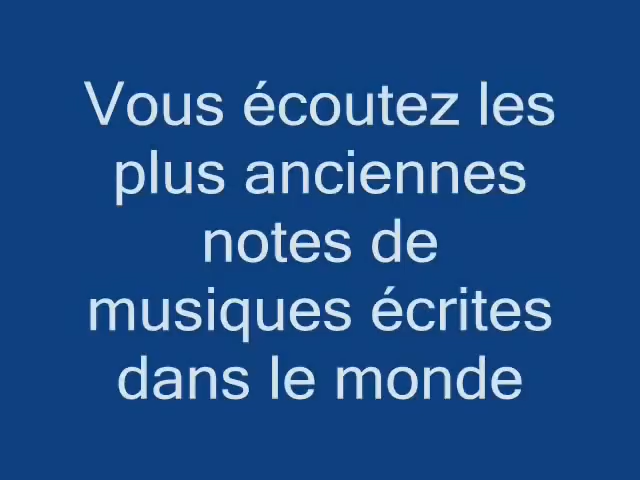 Vous écoutez les
plus anciennes
notes de
musiques écrites
dans le monde